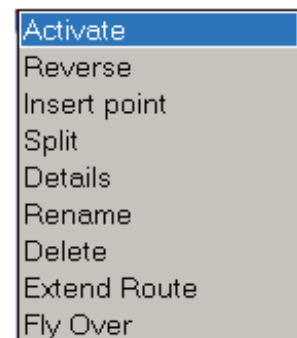 Activate
Reverse
Insert point
Split
Details
Rename
Delete
Extend Route
Fly Over